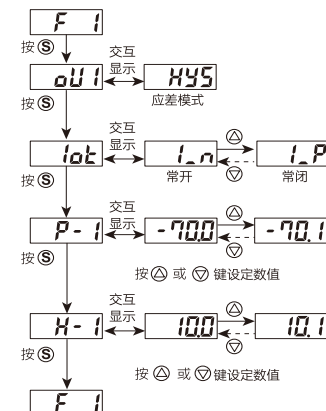 F 1
按Ⓢ
交互
显示
oU1 HYS
应差模式
按Ⓢ
交互
显示
1ot 1_n 1_P
常开 常闭
按Ⓢ
交互
显示
P-1 -70.0 -70.1
按Ⓢ
按△ 或 ▽ 键设定数值
交互
显示
H-1 10.0 10.1
按Ⓢ
按△ 或 ▽ 键设定数值
F 1